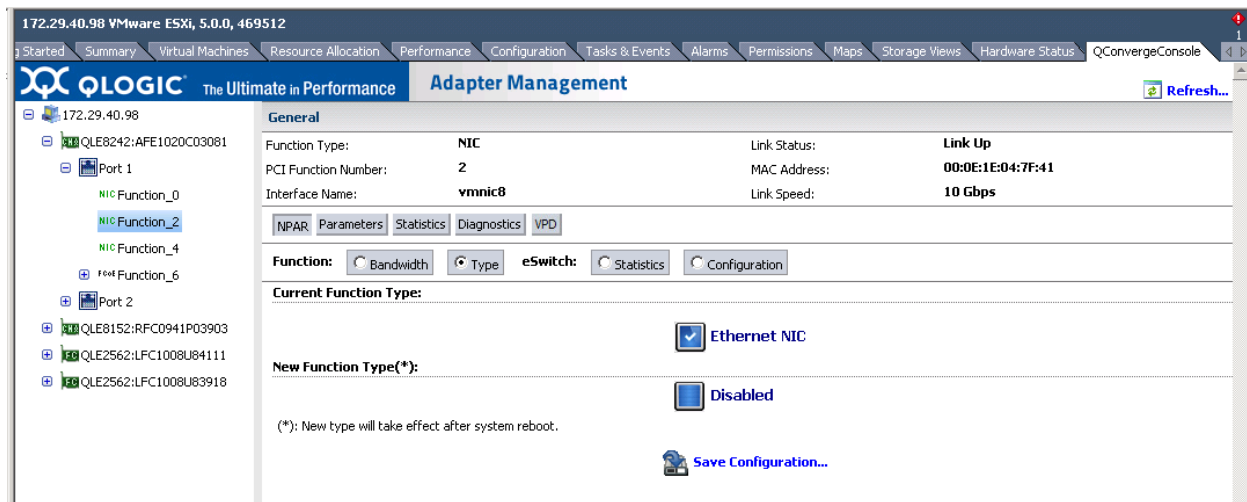 172.29.40.98 VMware ESXi, 5.0.0, 469512
1
g Started Summary Virtual Machines Resource Allocation Performance Configuration Tasks & Events Alarms Permissions Maps Storage Views Hardware Status QConvergeConsole
QLOGIC The Ultimate in Performance Adapter Management
Refresh...
172.29.40.98
QLE8242:AFE1020C03081
Port 1
NIC Function_0
NIC Function_2
NIC Function_4
FCoE Function_6
Port 2
QLE8152:RFC0941P03903
FC QLE2562:LFC1008U84111
FC QLE2562:LFC1008U83918
General
Function Type: NIC Link Status: Link Up
PCI Function Number: 2 MAC Address: 00:0E:1E:04:7F:41
Interface Name: vmnic8 Link Speed: 10 Gbps
NPAR Parameters Statistics Diagnostics VPD
Function: Bandwidth Type eSwitch: Statistics Configuration
Current Function Type:
Ethernet NIC
New Function Type(*):
Disabled
(*): New type will take effect after system reboot.
Save Configuration...